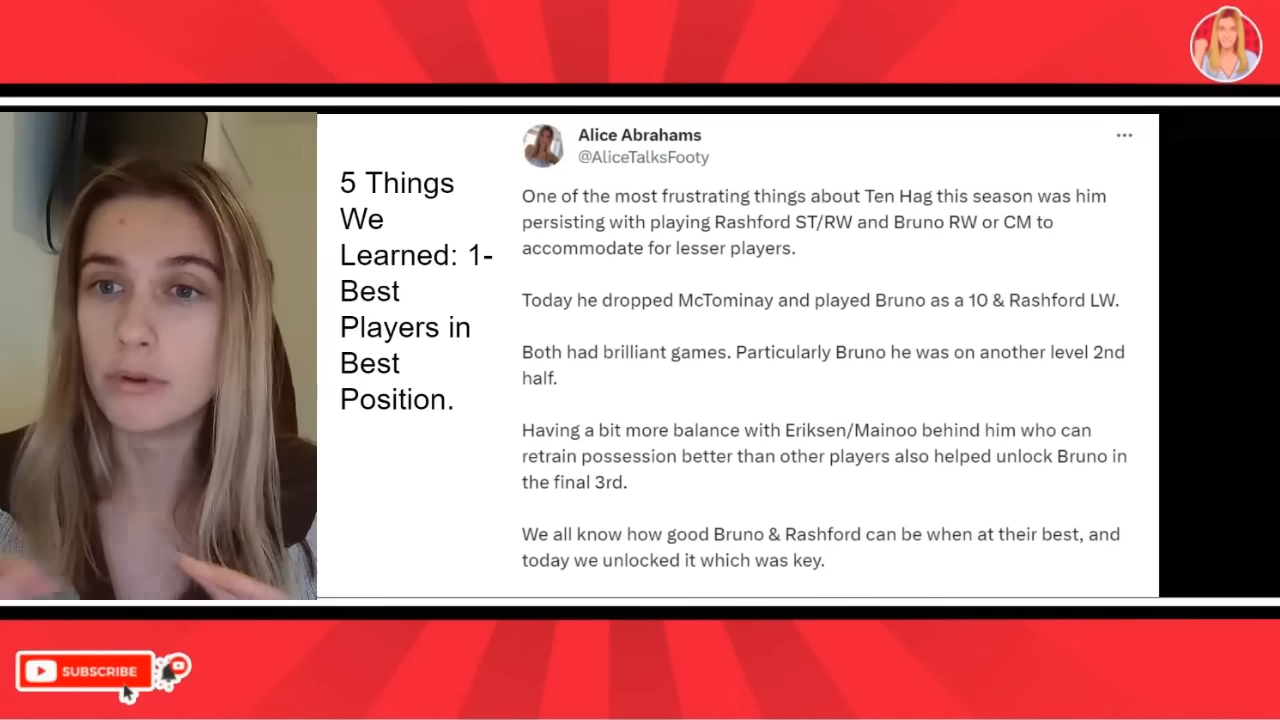 5 Things
We
Learned: 1-
Best
Players in
Best
Position.
Alice Abrahams
@AliceTalksFooty
One of the most frustrating things about Ten Hag this season was him
persisting with playing Rashford ST/RW and Bruno RW or CM to
accommodate for lesser players.
Today he dropped McTominay and played Bruno as a 10 & Rashford LW.
Both had brilliant games. Particularly Bruno he was on another level 2nd
half.
Having a bit more balance with Eriksen/Mainoo behind him who can
retrain possession better than other players also helped unlock Bruno in
the final 3rd.
We all know how good Bruno & Rashford can be when at their best, and
today we unlocked it which was key.
SUBSCRIBE